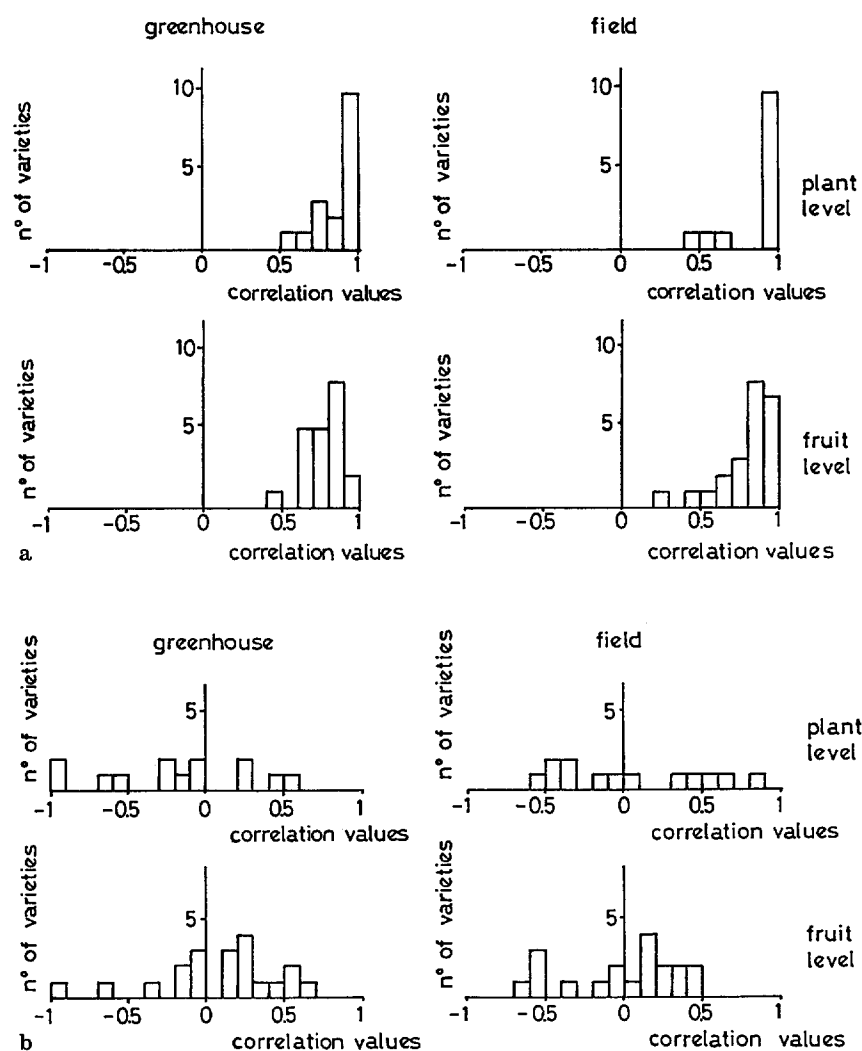 greenhouse
field
n° of varieties
10
5
-1 -0.5 0 0.5 1
correlation values
n° of varieties
10
5
-1 -0.5 0 0.5 1
correlation values
plant
level
n° of varieties
10
5
-1 -0.5 0 0.5 1
correlation values
n° of varieties
10
5
-1 -0.5 0 0.5 1
correlation values
fruit
level
a
greenhouse
field
n° of varieties
5
-1 -0.5 0 0.5 1
correlation values
n° of varieties
5
-1 -0.5 0 0.5 1
correlation values
plant
level
n° of varieties
5
-1 -0.5 0 0.5 1
correlation values
n° of varieties
5
-1 -0.5 0 0.5 1
correlation values
fruit
level
b